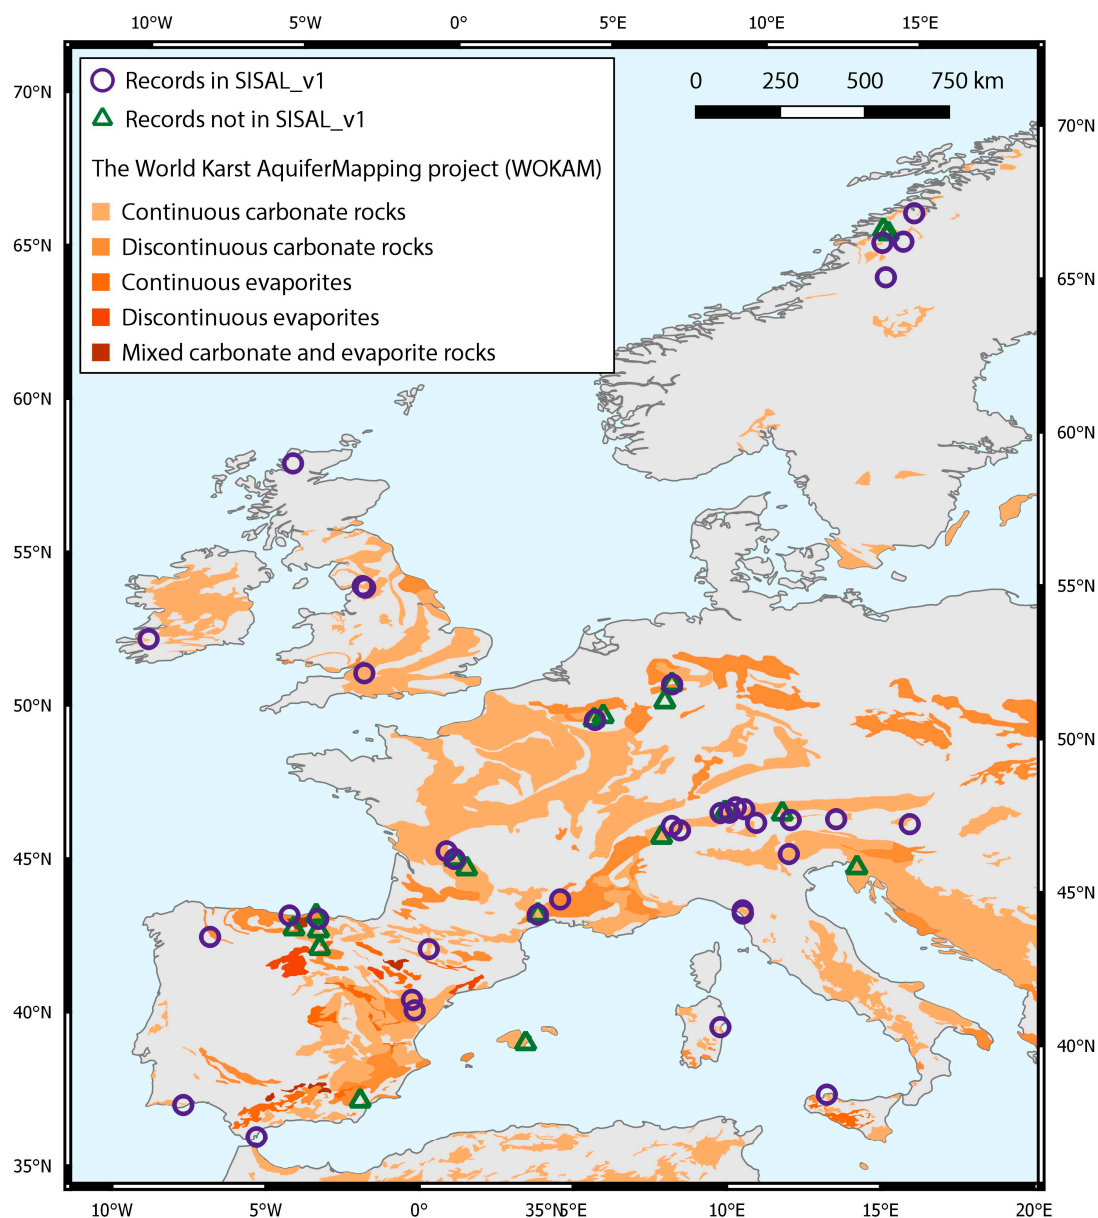 10°W 5°W 0° 5°E 10°E 15°E
Records in SISAL_v1
Records not in SISAL_v1
The World Karst AquiferMapping project (WOKAM)
Continuous carbonate rocks
Discontinuous carbonate rocks
Continuous evaporites
Discontinuous evaporites
Mixed carbonate and evaporite rocks
0 250 500 750 km
70°N
65°N
60°N
55°N
50°N
45°N
40°N
35°N
70°N
65°N
60°N
55°N
50°N
45°N
40°N
10°W 5°W 0° 35°N 5°E 10°E 15°E 20°E